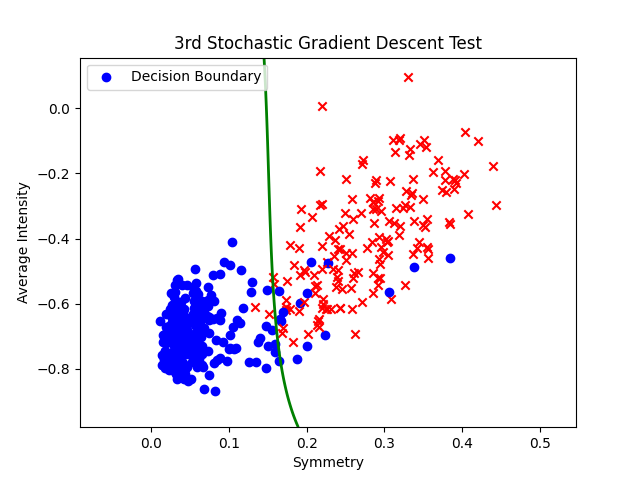 3rd Stochastic Gradient Descent Test
Decision Boundary
Average Intensity
0.0
−0.2
−0.4
−0.6
−0.8
0.0 0.1 0.2 0.3 0.4 0.5
Symmetry